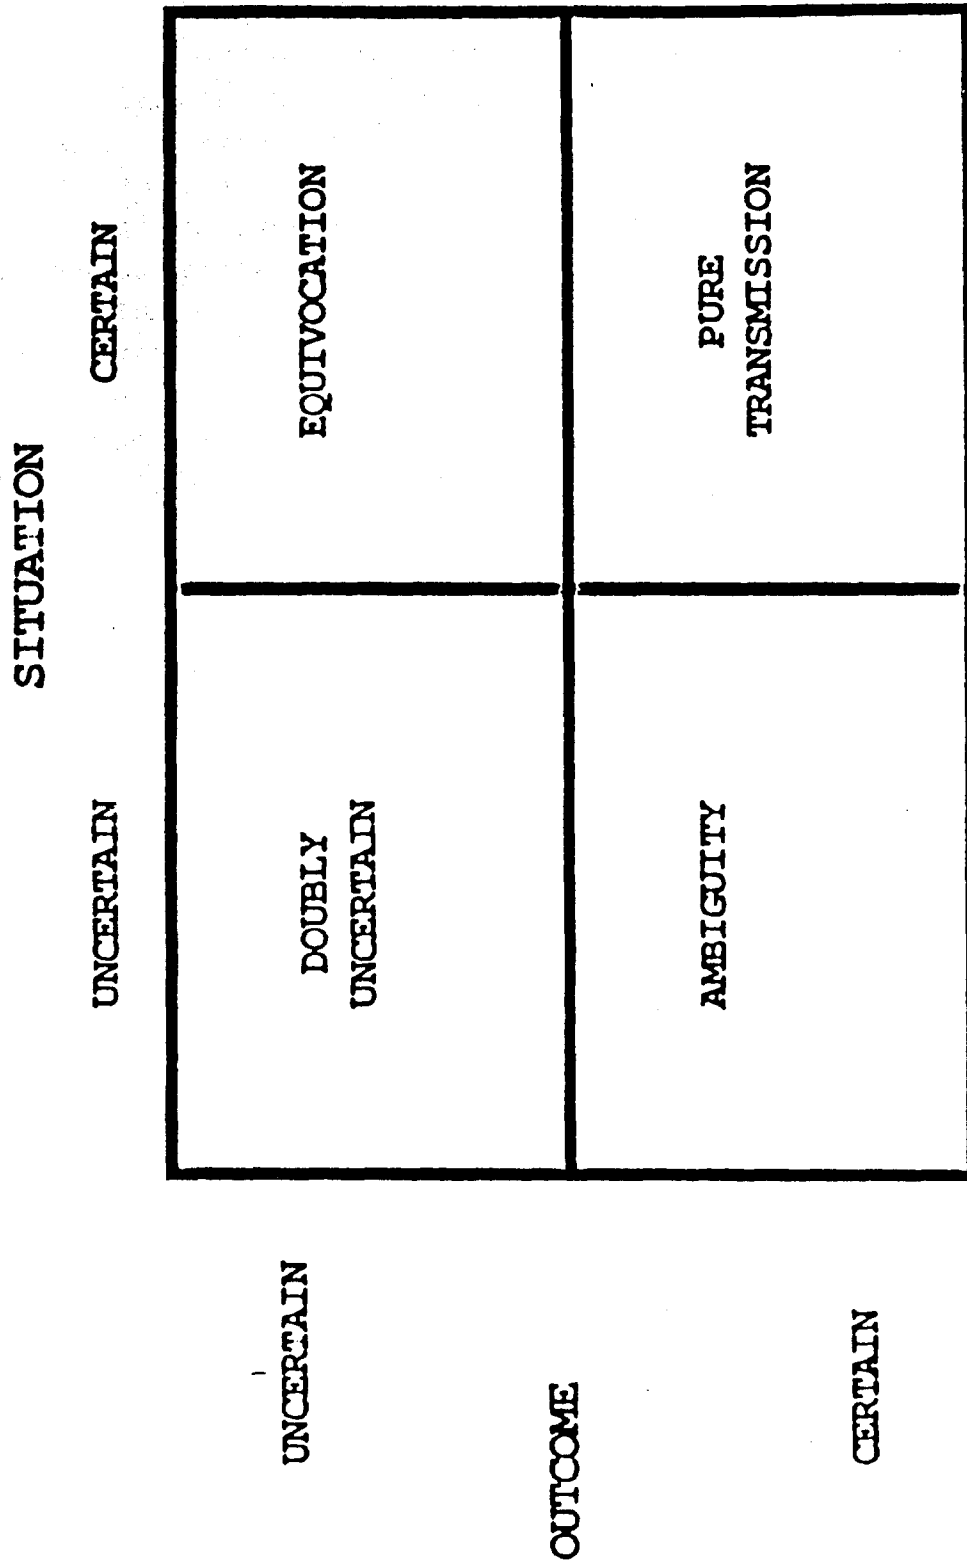 SITUATION
UNCERTAIN
CERTAIN
UNCERTAIN
DOUBLY
UNCERTAIN
EQUIVOCATION
OUTCOME
CERTAIN
AMBIGUITY
PURE
TRANSMISSION